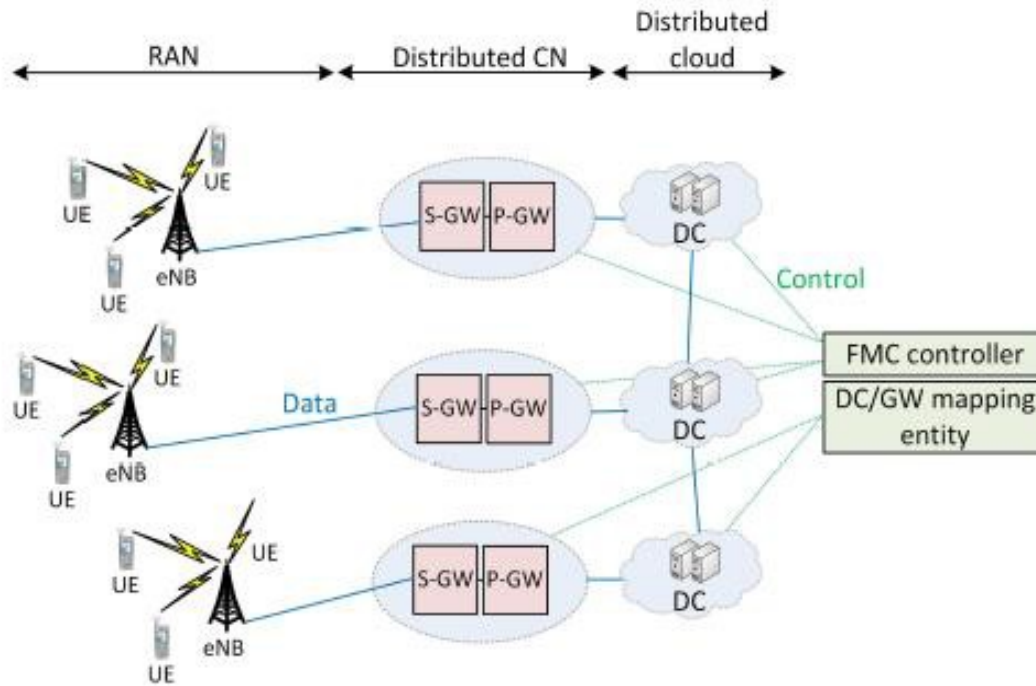 RAN
Distributed CN
Distributed
cloud
UE
UE
UE
eNB
S-GW
P-GW
DC
Control
UE
UE
UE
eNB
Data
S-GW
P-GW
DC
FMC controller
DC/GW mapping
entity
UE
UE
UE
eNB
S-GW
P-GW
DC